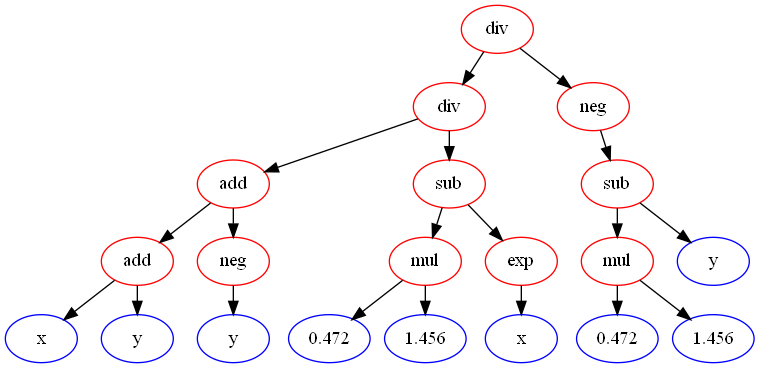 div
div
neg
add
sub
sub
add
neg
mul
exp
mul
y
x
y
y
0.472
1.456
x
0.472
1.456